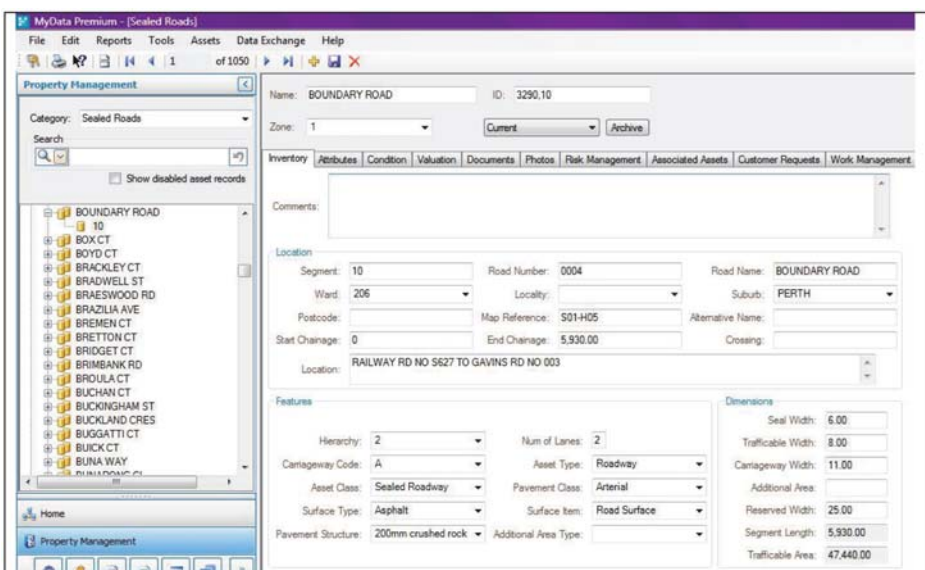 MyData Premium - [Sealed Roads]
File Edit Reports Tools Assets Data Exchange Help
1 of 1050
Property Management
Category: Sealed Roads
Search
Show disabled asset records
BOUNDARY ROAD
10
BOX CT
BOYD CT
BRACKLEY CT
BRADWELL ST
BRAESWOOD RD
BRAZILIA AVE
BREMEN CT
BRETTON CT
BRIDGET CT
BRIMBANK RD
BROULA CT
BUCHAN CT
BUCKINGHAM ST
BUCKLAND CRES
BUGGATTI CT
BUICK CT
BUNA WAY
Home
Property Management
Name: BOUNDARY ROAD ID: 3290,10
Zone: 1 Current Archive
Inventory Attributes Condition Valuation Documents Photos Risk Management Associated Assets Customer Requests Work Management
Comments:
Location
Segment: 10 Road Number: 0004 Road Name: BOUNDARY ROAD
Ward: 206 Locality: Suburb: PERTH
Postcode: Map Reference: S01-H05 Alternative Name:
Start Chainage: 0 End Chainage: 5,930.00 Crossing:
Location: RAILWAY RD NO S627 TO GAVINS RD NO 003
Features
Hierarchy: 2 Num of Lanes: 2
Carriageway Code: A Asset Type: Roadway
Asset Class: Sealed Roadway Pavement Class: Arterial
Surface Type: Asphalt Surface Item: Road Surface
Pavement Structure: 200mm crushed rock Additional Area Type:
Dimensions
Seal Width: 6.00
Trafficable Width: 8.00
Carriageway Width: 11.00
Additional Area:
Reserved Width: 25.00
Segment Length: 5,930.00
Trafficable Area: 47,440.00